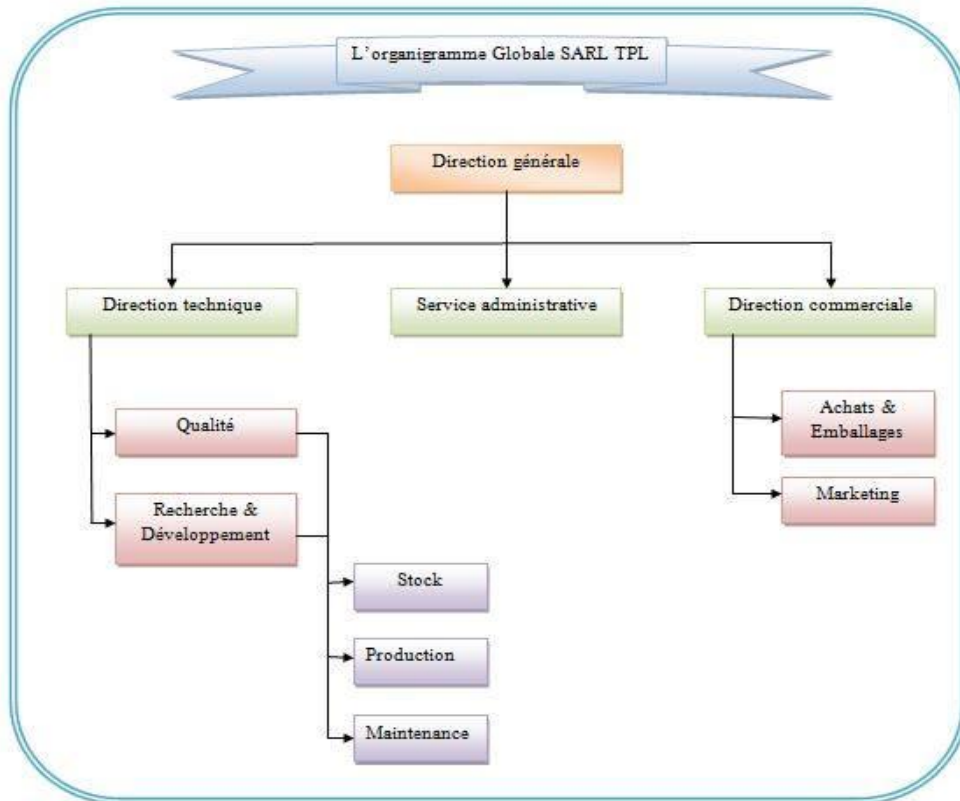 L'organigramme Globale SARL TPL
Direction générale
Direction technique
Service administrative
Direction commerciale
Qualité
Recherche &
Développement
Achats &
Emballages
Marketing
Stock
Production
Maintenance